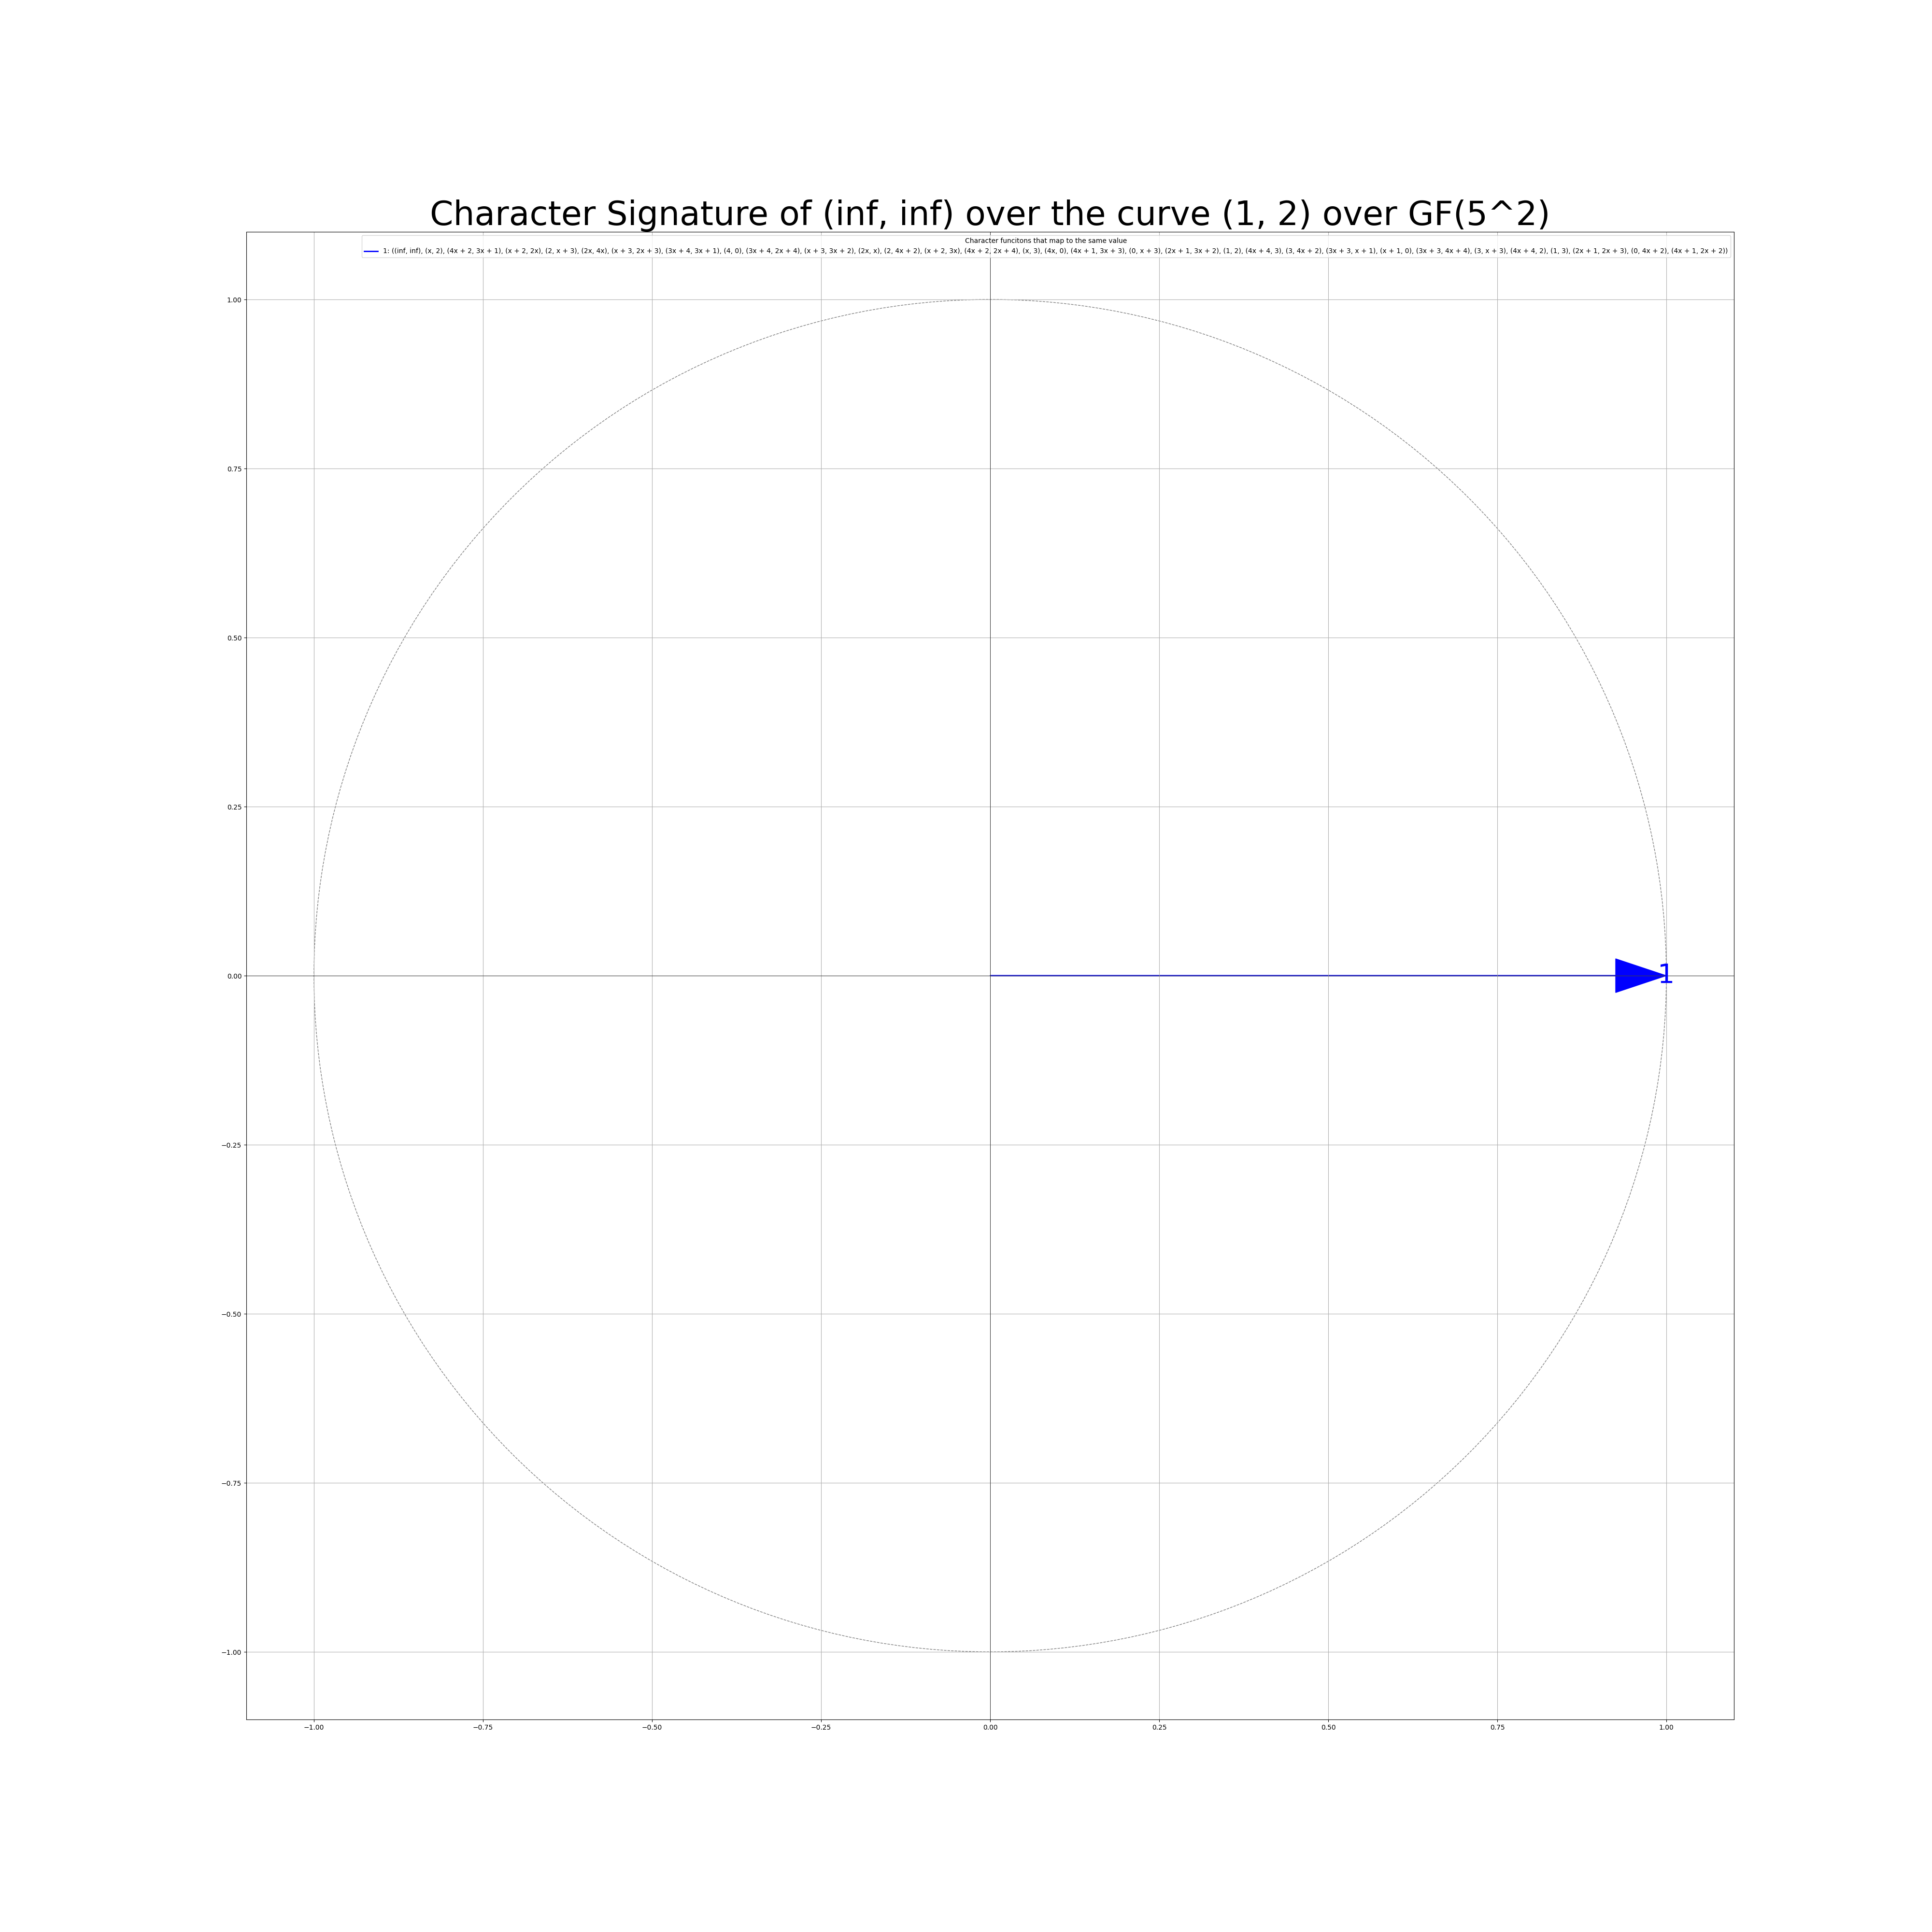 Character Signature of (inf, inf) over the curve (1, 2) over GF(5^2)
Character funcitons that map to the same value
1: ((inf, inf), (x, 2), (4x + 2, 3x + 1), (x + 2, 2x), (2, x + 3), (2x, 4x), (x + 3, 2x + 3), (3x + 4, 3x + 1), (4, 0), (3x + 4, 2x + 4), (x + 3, 3x + 2), (2x, x), (2, 4x + 2), (x + 2, 3x), (4x + 2, 2x + 4), (x, 3), (4x, 0), (4x + 1, 3x + 3), (0, x + 3), (2x + 1, 3x + 2), (1, 2), (4x + 4, 3), (3, 4x + 2), (3x + 3, x + 1), (x + 1, 0), (3x + 3, 4x + 4), (3, x + 3), (4x + 4, 2), (1, 3), (2x + 1, 2x + 3), (0, 4x + 2), (4x + 1, 2x + 2))
1.00
0.75
0.50
0.25
0.00
1
−0.25
−0.50
−0.75
−1.00
−1.00 −0.75 −0.50 −0.25 0.00 0.25 0.50 0.75 1.00